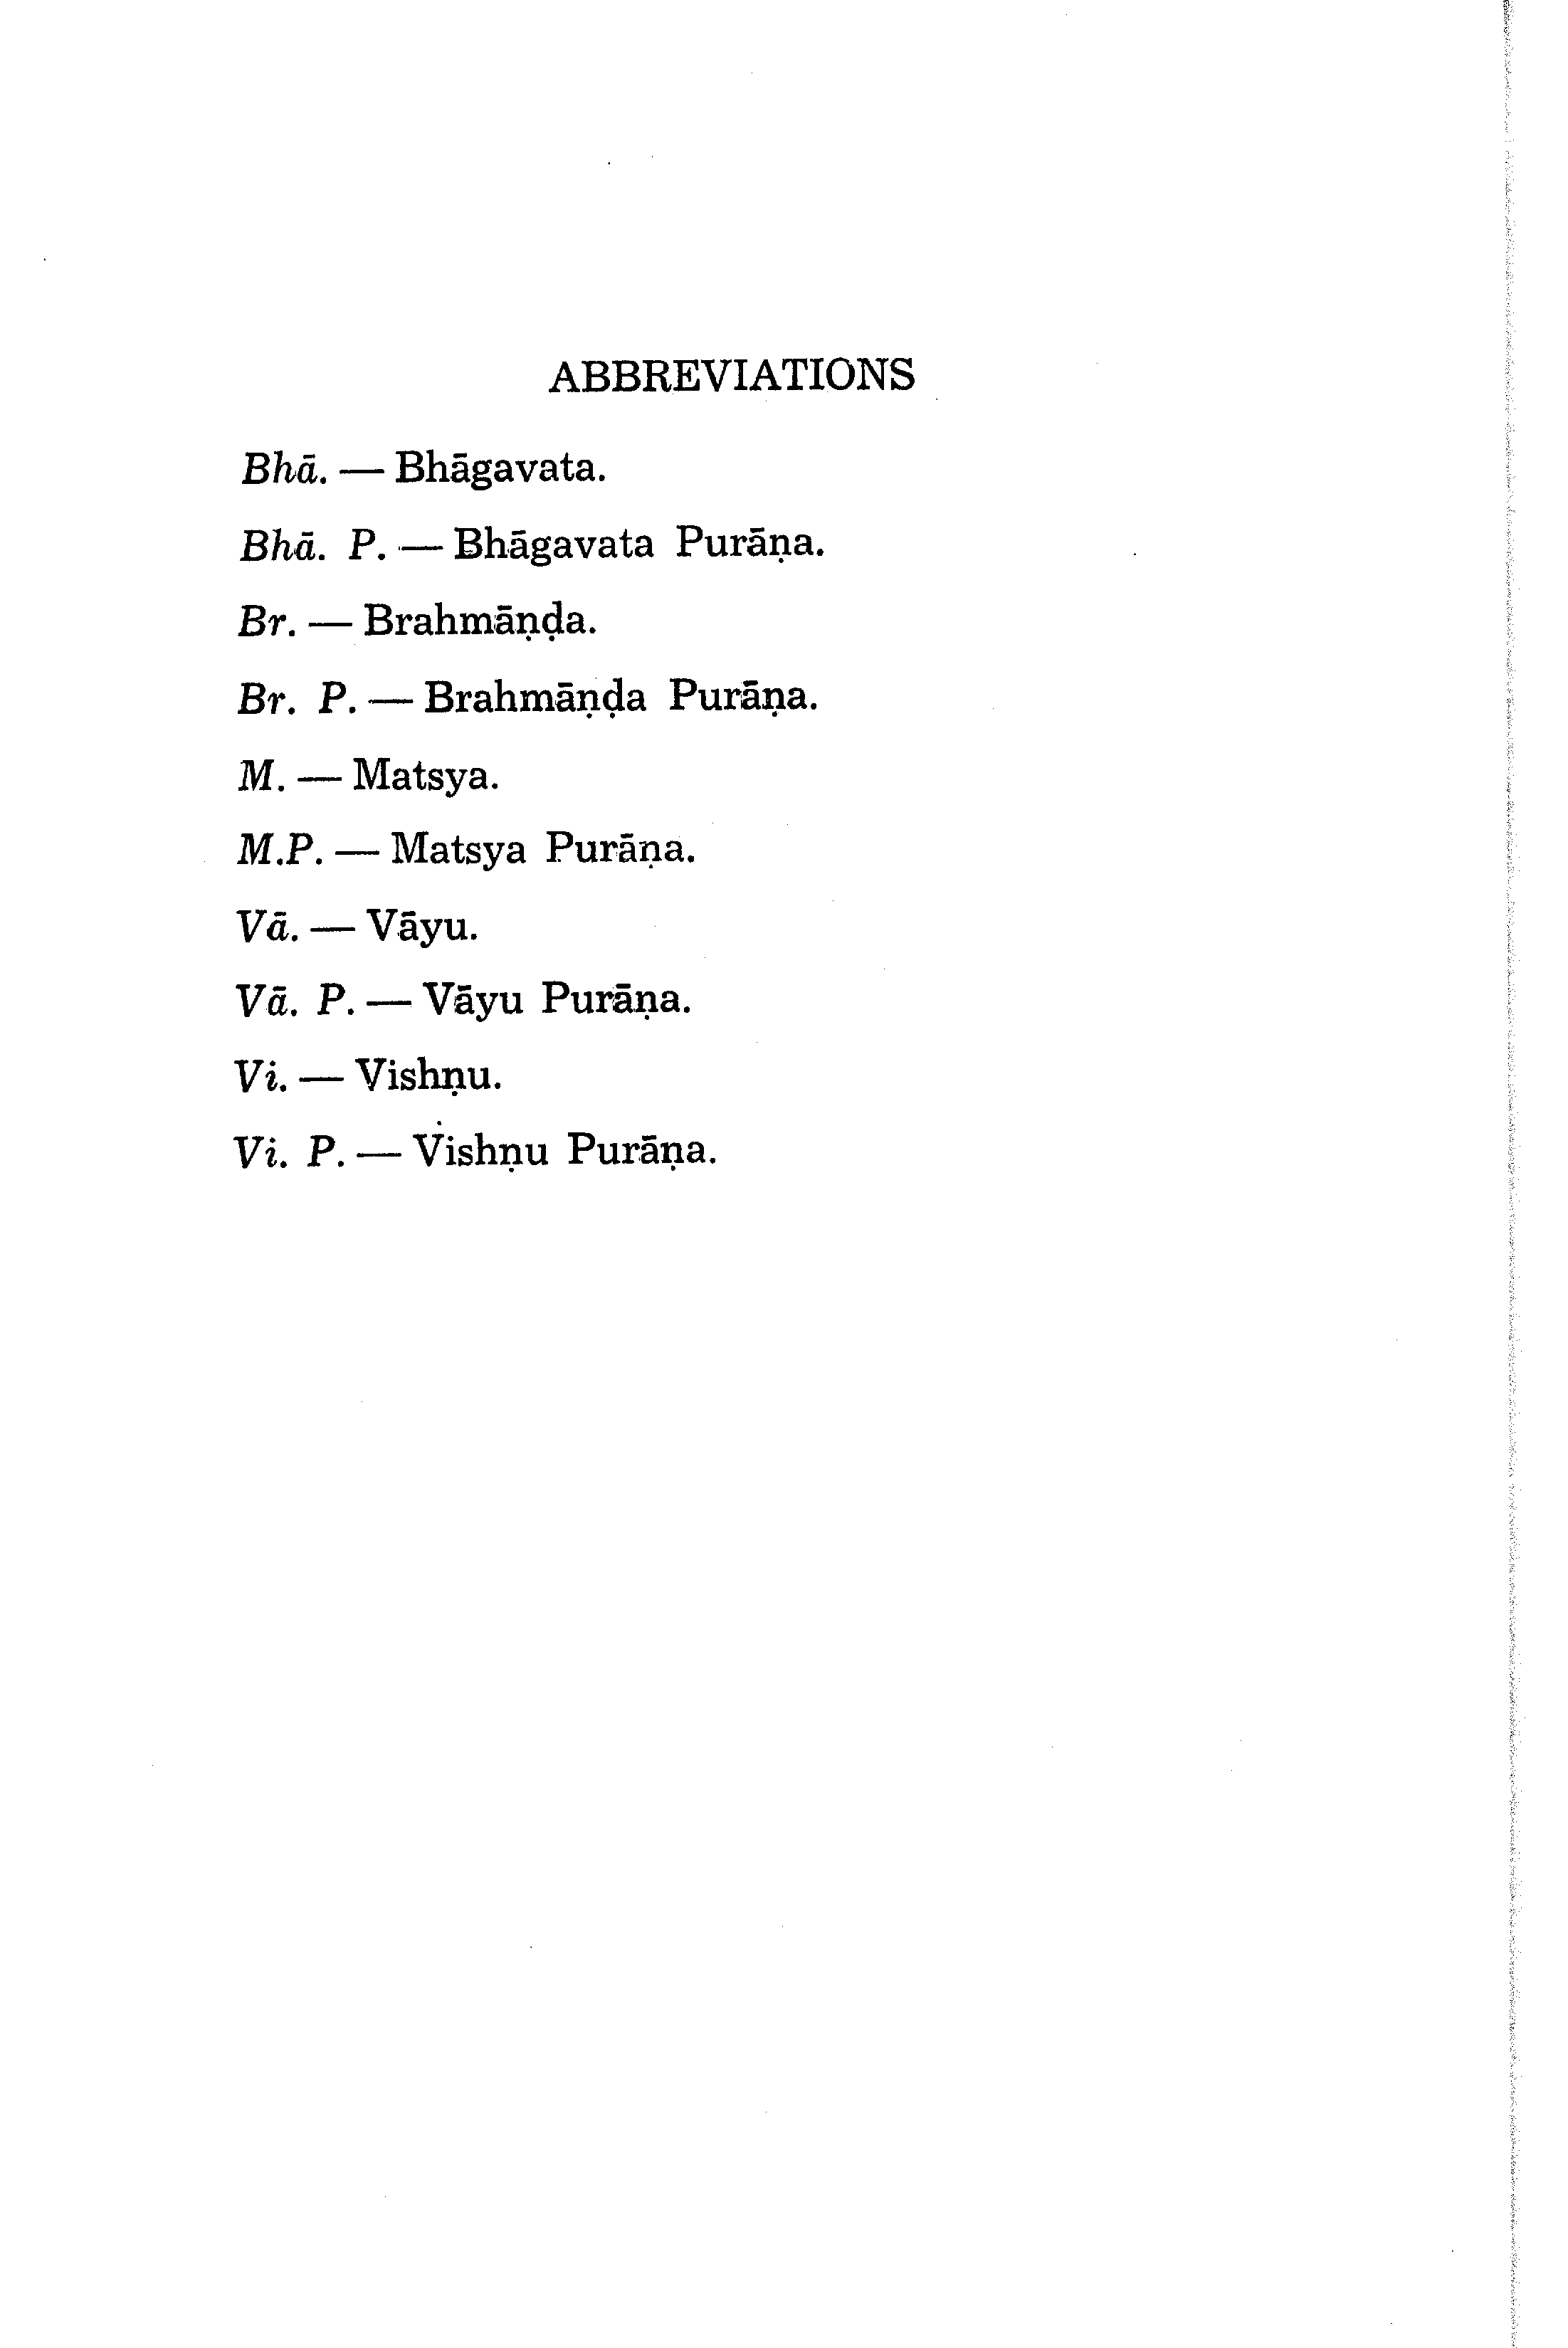 ABBREVIATIONS
Bhā. — Bhāgavata.
Bhā. P. — Bhāgavata Purāṇa.
Br. — Brahmāṇḍa.
Br. P. — Brahmāṇḍa Purāṇa.
M. — Matsya.
M.P. — Matsya Purāṇa.
Vā. — Vāyu.
Vā. P. — Vāyu Purāṇa.
Vi. — Vishṇu.
Vi. P. — Vishṇu Purāṇa.